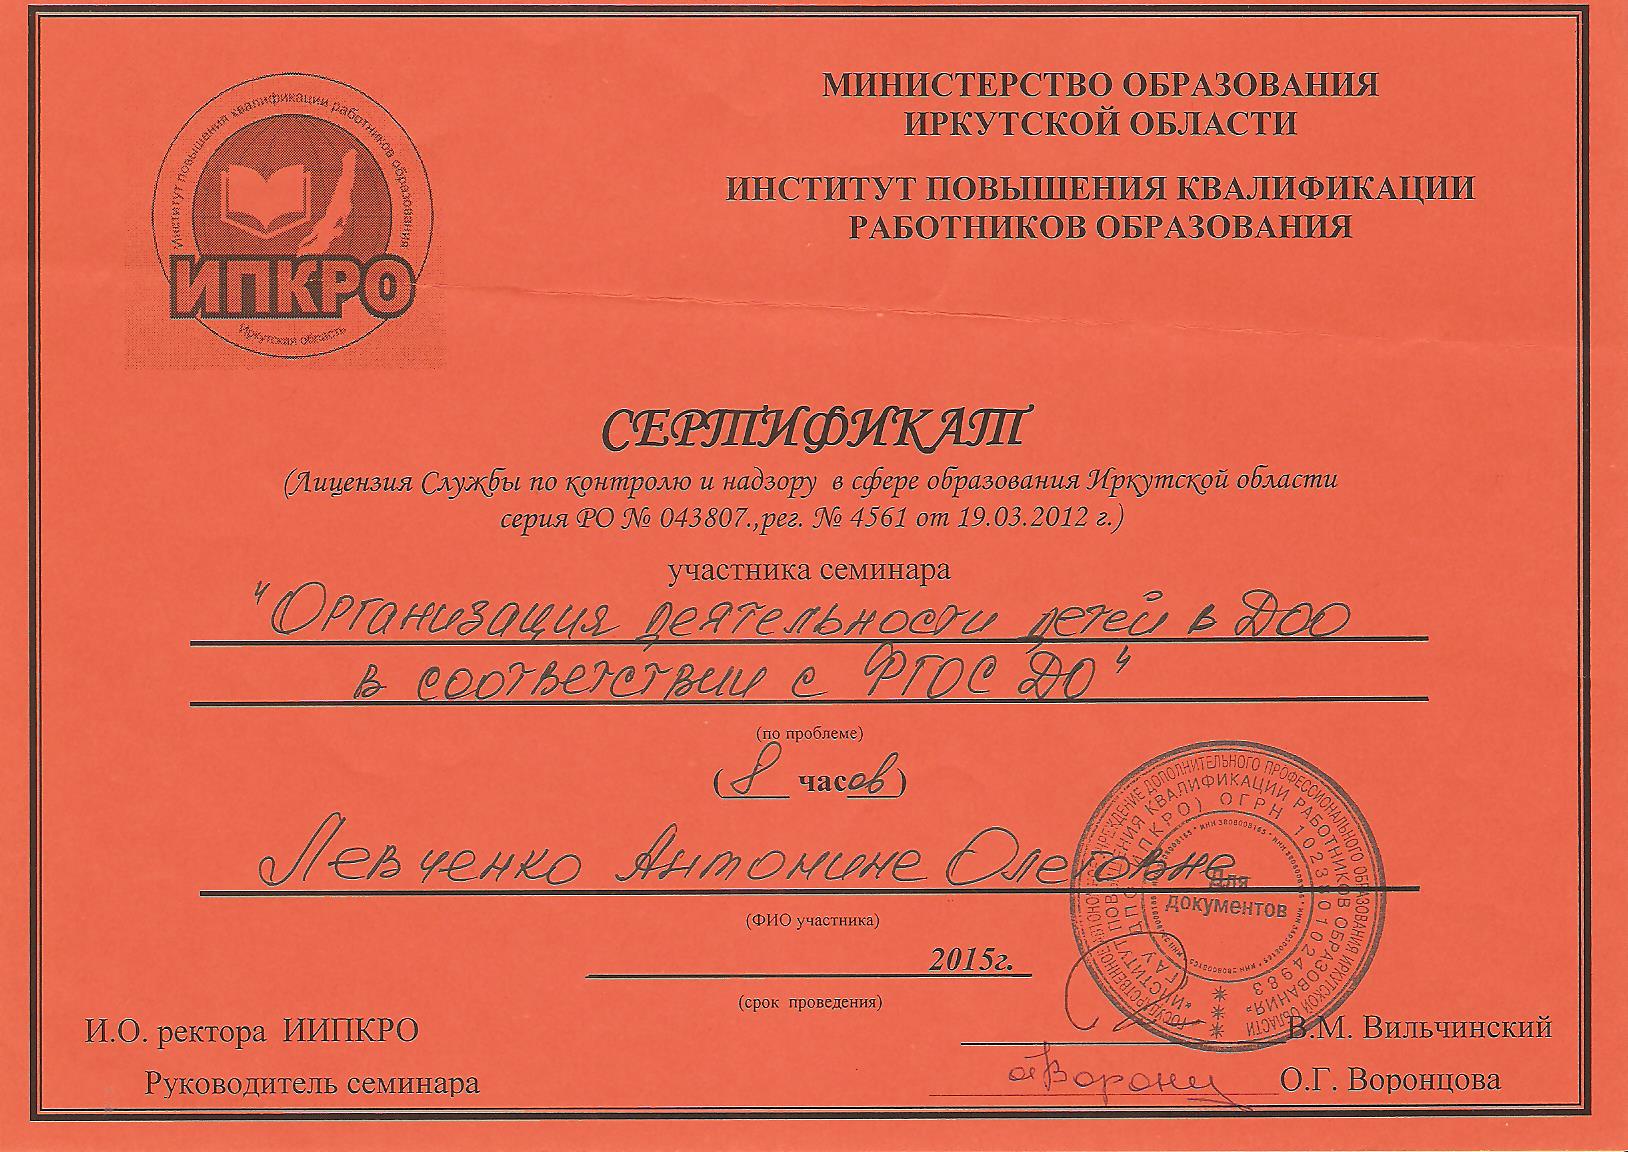 Институт повышения квалификации работников образования
ИПКРО
Иркутская область
МИНИСТЕРСТВО ОБРАЗОВАНИЯ
ИРКУТСКОЙ ОБЛАСТИ
ИНСТИТУТ ПОВЫШЕНИЯ КВАЛИФИКАЦИИ
РАБОТНИКОВ ОБРАЗОВАНИЯ
СЕРТИФИКАТ
(Лицензия Службы по контролю и надзору в сфере образования Иркутской области
серия РО № 043807.,рег. № 4561 от 19.03.2012 г.)
участника семинара
"Организация деятельности детей в ДОО
в соответствии с ФГОС ДО"
(по проблеме)
(8 часов)
Левченко Антонине Олеговне
(ФИО участника)
2015г.
(срок проведения)
Для
документов
И.О. ректора ИИПКРО
В.М. Вильчинский
Руководитель семинара
О.Г. Воронцова